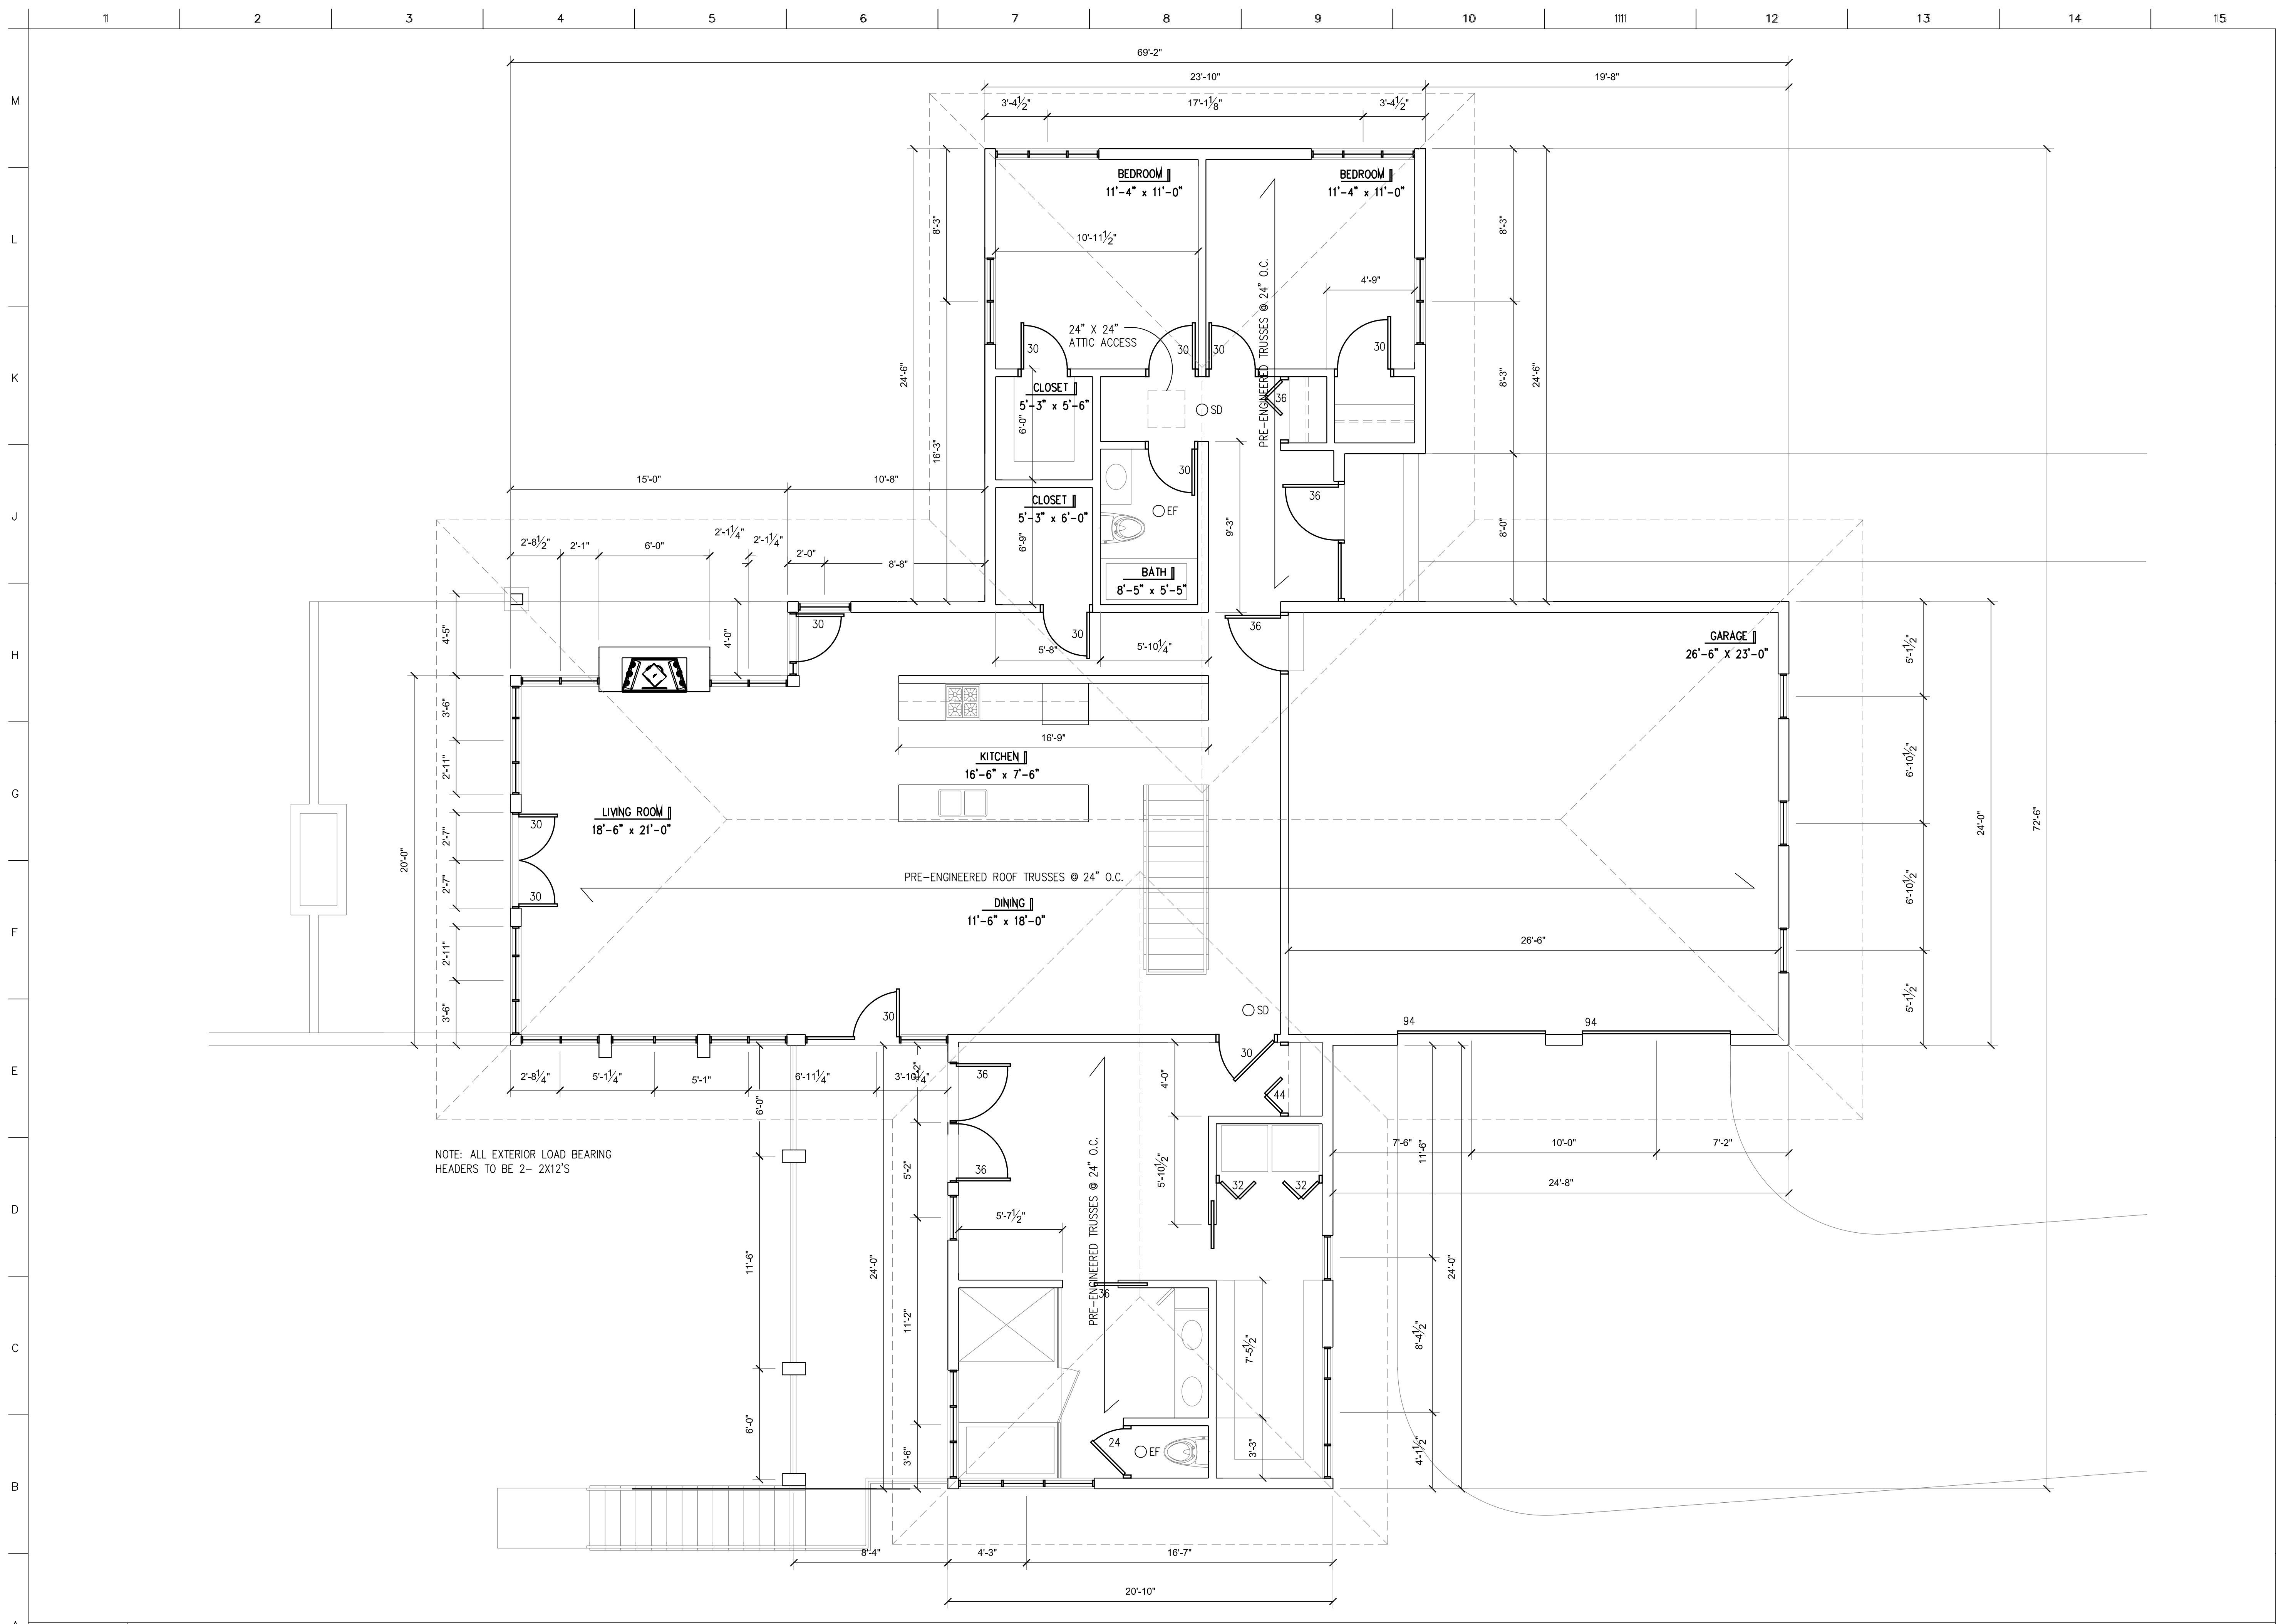 11 2 3 4 5 6 7 8 9 10 1111 12 13 14 15
69'-2"
23'-10" 19'-8"
M
3'-4½" 17'-1⅛" 3'-4½"
BEDROOM BEDROOM
11'-4" x 11'-0" 11'-4" x 11'-0"
L
8'-3" 8'-3"
10'-11½"
4'-9"
PRE-ENGINEERED TRUSSES @ 24" O.C.
24" X 24"
ATTIC ACCESS
30 30 30 30
K
24'-6" 8'-3" 24'-6"
CLOSET
5'-3" x 5'-6"
36
SD
6'-0"
16'-3"
30
15'-0" 10'-8"
36
CLOSET
5'-3" x 6'-0"
EF
J
8'-0"
9'-3"
6'-9"
2'-8½" 2'-1" 6'-0" 2'-1¼" 2'-1¼" 2'-0"
8'-8"
BATH
8'-5" x 5'-5"
4'-5"
4'-0"
30 30 36
GARAGE
26'-6" X 23'-0"
H
5'-1½"
5'-8" 5'-10¼"
3'-6"
16'-9"
KITCHEN
16'-6" x 7'-6"
2'-11"
6'-10½"
G
LIVING ROOM
18'-6" x 21'-0"
30
2'-7"
20'-0"
24'-0"
72'-6"
2'-7"
30
PRE-ENGINEERED ROOF TRUSSES @ 24" O.C.
6'-10½"
DINING
11'-6" x 18'-0"
F
26'-6"
2'-11"
3'-6"
5'-1½"
30
SD
94 94
E
30
36
2'-8¼" 5'-1¼" 5'-1" 6'-11¼" 3'-10¼"
4'-0"
44
6'-0"
NOTE: ALL EXTERIOR LOAD BEARING
HEADERS TO BE 2- 2X12'S
7'-6" 10'-0" 7'-2"
11'-6"
36
5'-2"
5'-10½"
32 32
24'-8"
D
PRE-ENGINEERED TRUSSES @ 24" O.C.
5'-7½"
11'-6"
24'-0"
24'-0"
36
11'-2"
7'-5½"
8'-4½"
C
6'-0"
24
EF
3'-6"
3'-3"
4'-1½"
B
8'-4" 4'-3" 16'-7"
20'-10"